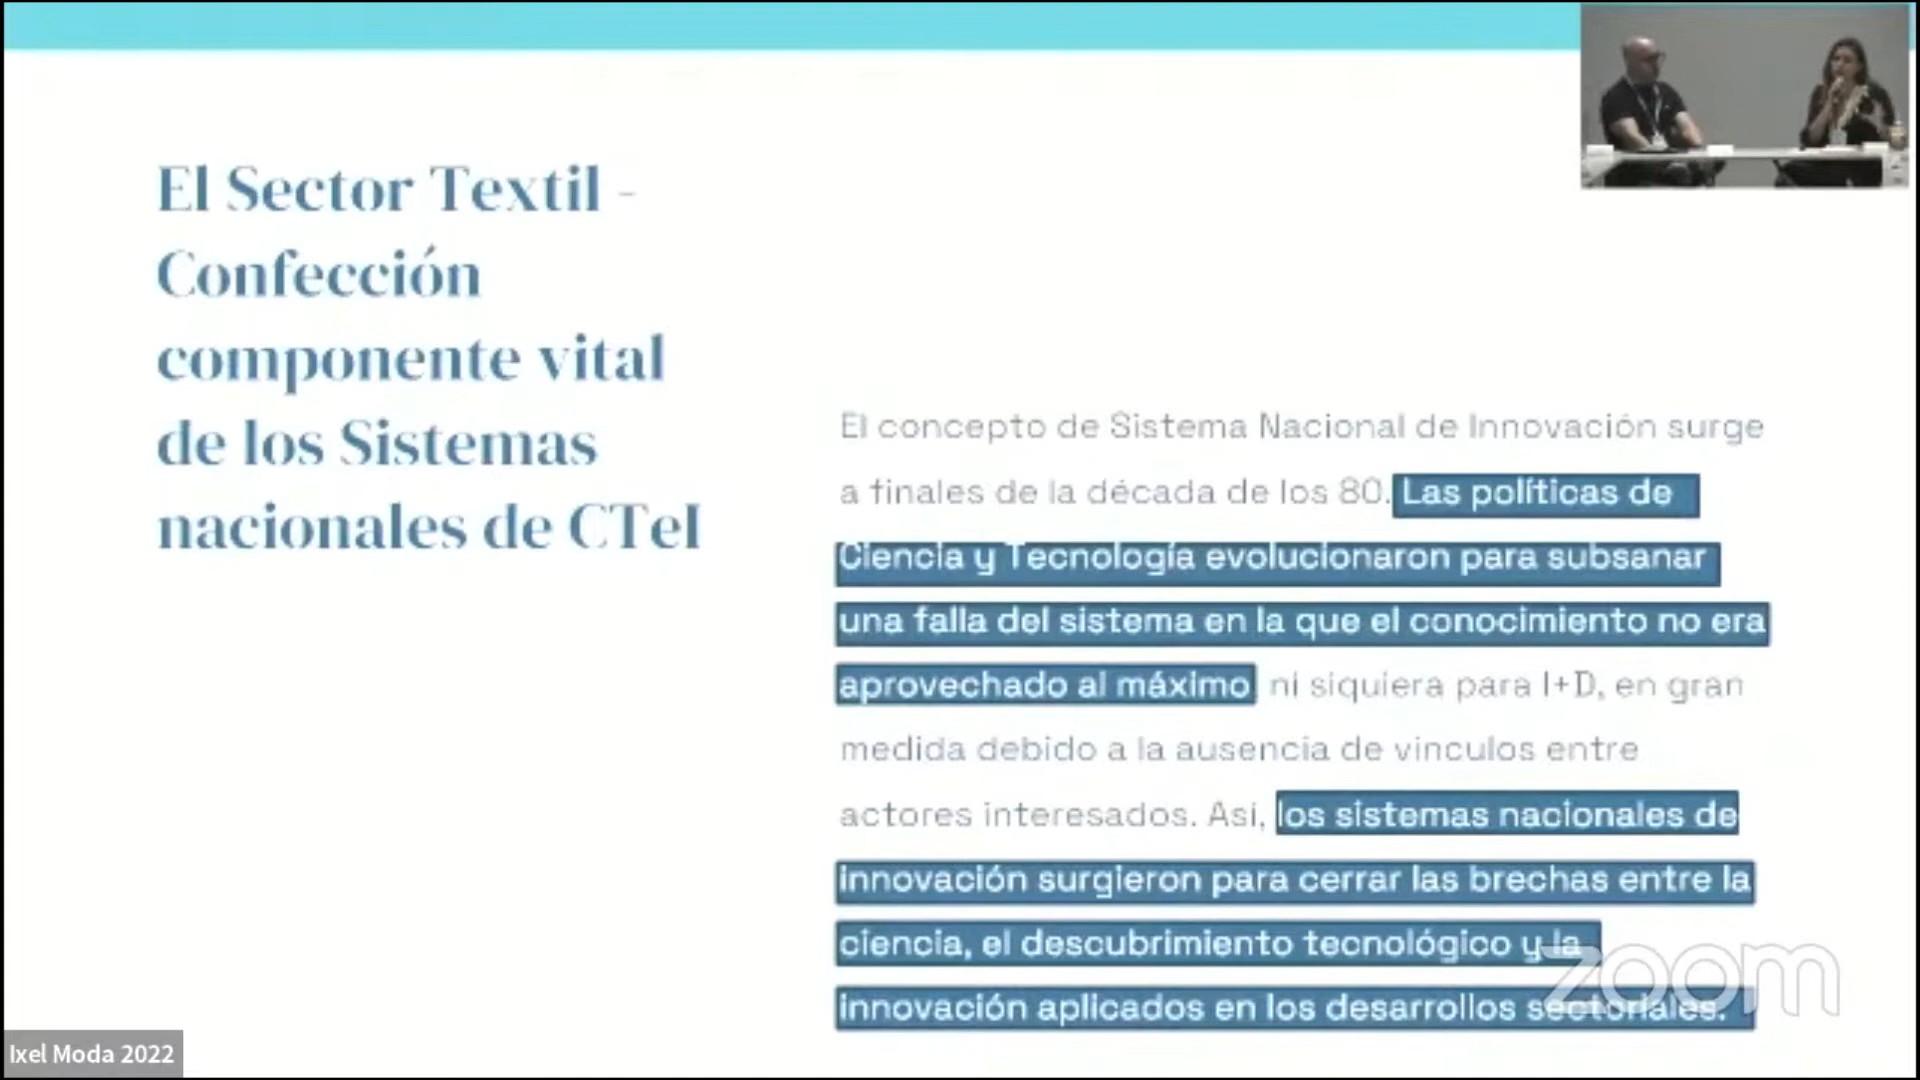 El Sector Textil -
Confección
componente vital
de los Sistemas
nacionales de CTeI
El concepto de Sistema Nacional de Innovación surge
a finales de la década de los 80. Las políticas de
Ciencia y Tecnología evolucionaron para subsanar
una falla del sistema en la que el conocimiento no era
aprovechado al máximo ni siquiera para I+D, en gran
medida debido a la ausencia de vínculos entre
actores interesados. Así, los sistemas nacionales de
innovación surgieron para cerrar las brechas entre la
ciencia, el descubrimiento tecnológico y la
innovación aplicados en los desarrollos sectoriales.
zoom
Ixel Moda 2022